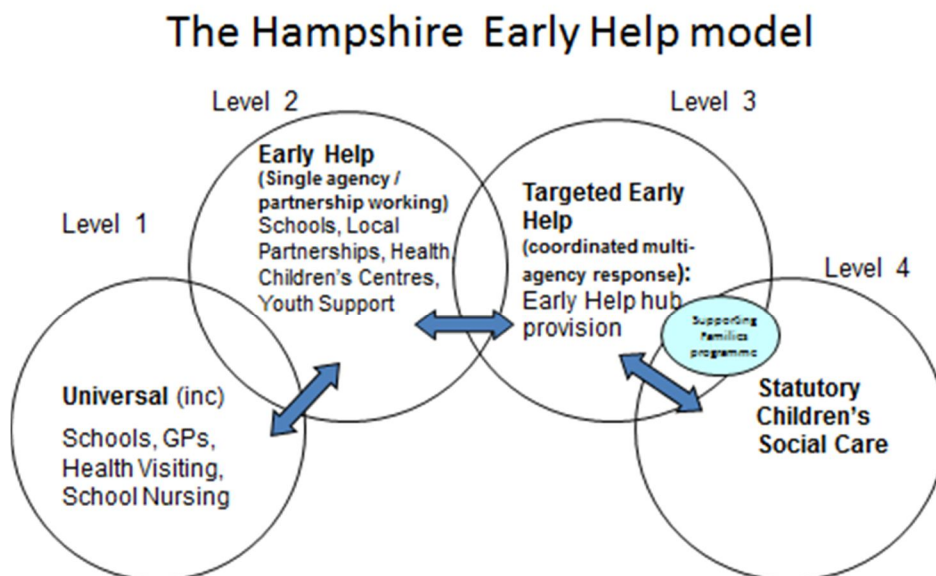 The Hampshire Early Help model
Level 1
Universal (inc)
Schools, GPs,
Health Visiting,
School Nursing
Level 2
Early Help
(Single agency /
partnership working)
Schools, Local
Partnerships, Health,
Children's Centres,
Youth Support
Level 3
Targeted Early
Help
(coordinated multi-
agency response):
Early Help hub
provision
Supporting
Families
programme
Level 4
Statutory
Children's
Social Care